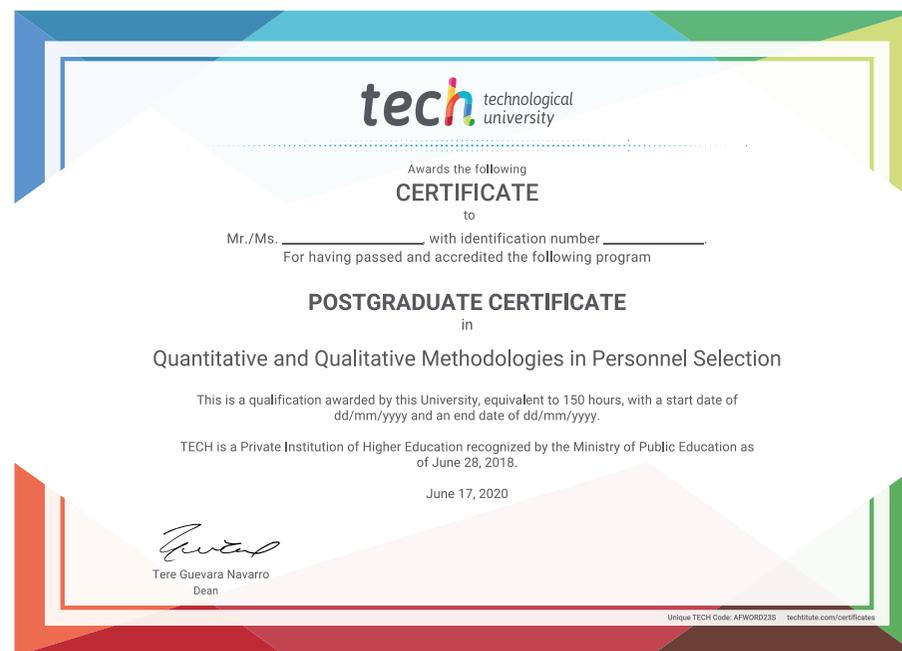 tech technological
university
Awards the following
CERTIFICATE
to
Mr./Ms. ____________________, with identification number ______________.
For having passed and accredited the following program
POSTGRADUATE CERTIFICATE
in
Quantitative and Qualitative Methodologies in Personnel Selection
This is a qualification awarded by this University, equivalent to 150 hours, with a start date of
dd/mm/yyyy and an end date of dd/mm/yyyy.
TECH is a Private Institution of Higher Education recognized by the Ministry of Public Education as
of June 28, 2018.
June 17, 2020
Tere Guevara Navarro
Dean
Unique TECH Code: AFWORD23S techtitute.com/certificates